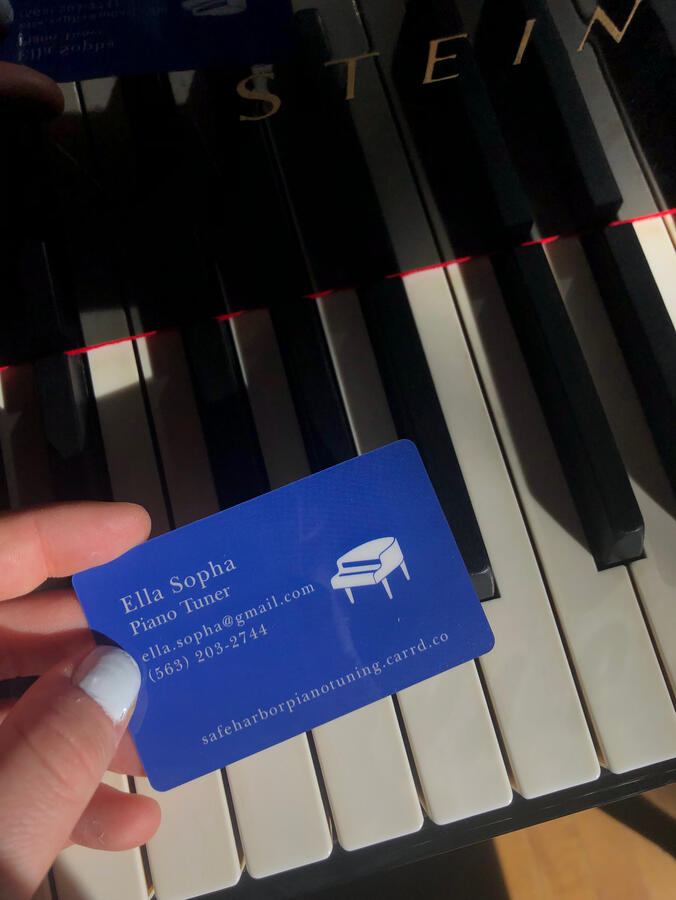 STEIN
Ella Sopha
Piano Tuner
ella.sopha@gmail.com
(563) 203-2744
safeharborpianotuning.carrd.co